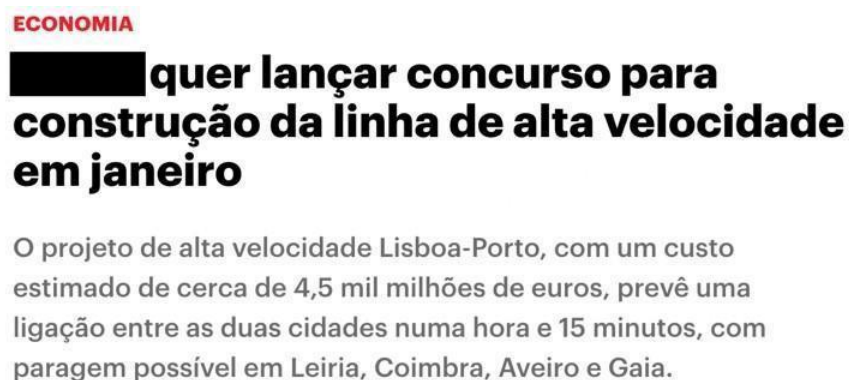 ECONOMIA
quer lançar concurso para
construção da linha de alta velocidade
em janeiro
O projeto de alta velocidade Lisboa-Porto, com um custo
estimado de cerca de 4,5 mil milhões de euros, prevê uma
ligação entre as duas cidades numa hora e 15 minutos, com
paragem possível em Leiria, Coimbra, Aveiro e Gaia.